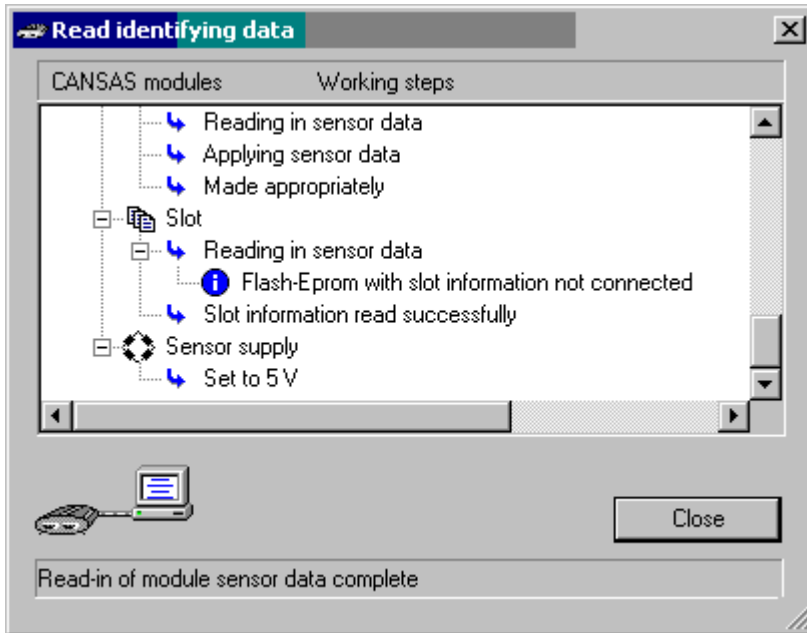 Read identifying data
CANSAS modules Working steps
Reading in sensor data
Applying sensor data
Made appropriately
Slot
Reading in sensor data
Flash-Eprom with slot information not connected
Slot information read successfully
Sensor supply
Set to 5 V
Close
Read-in of module sensor data complete